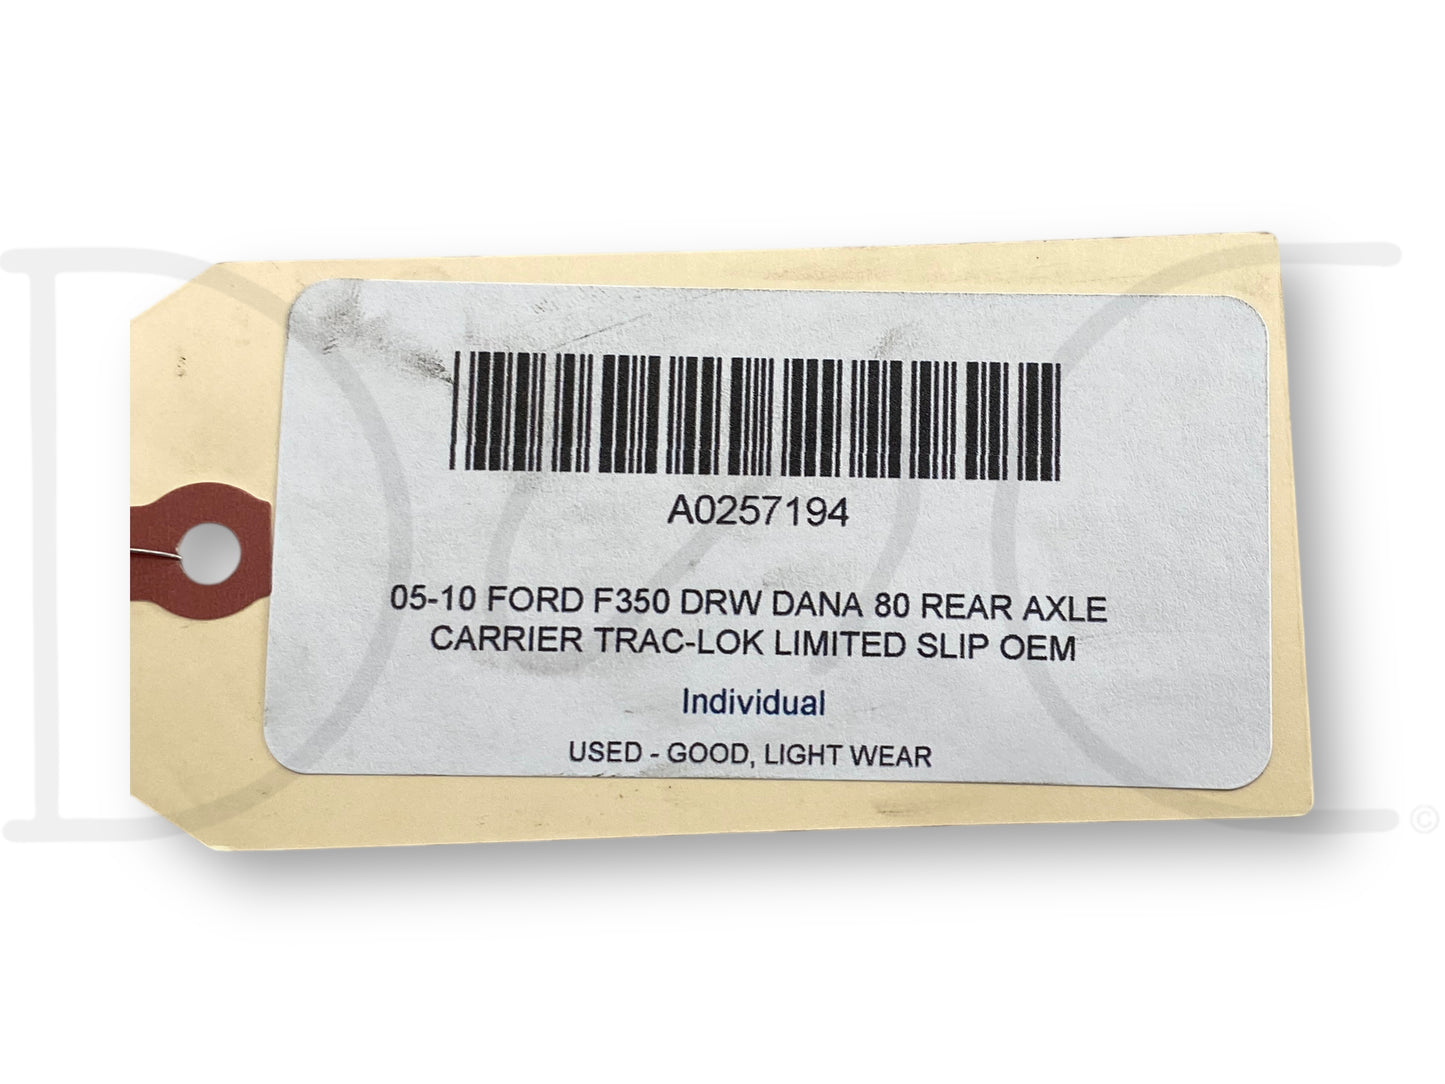 A0257194
05-10 FORD F350 DRW DANA 80 REAR AXLE
CARRIER TRAC-LOK LIMITED SLIP OEM
Individual
USED - GOOD, LIGHT WEAR
©